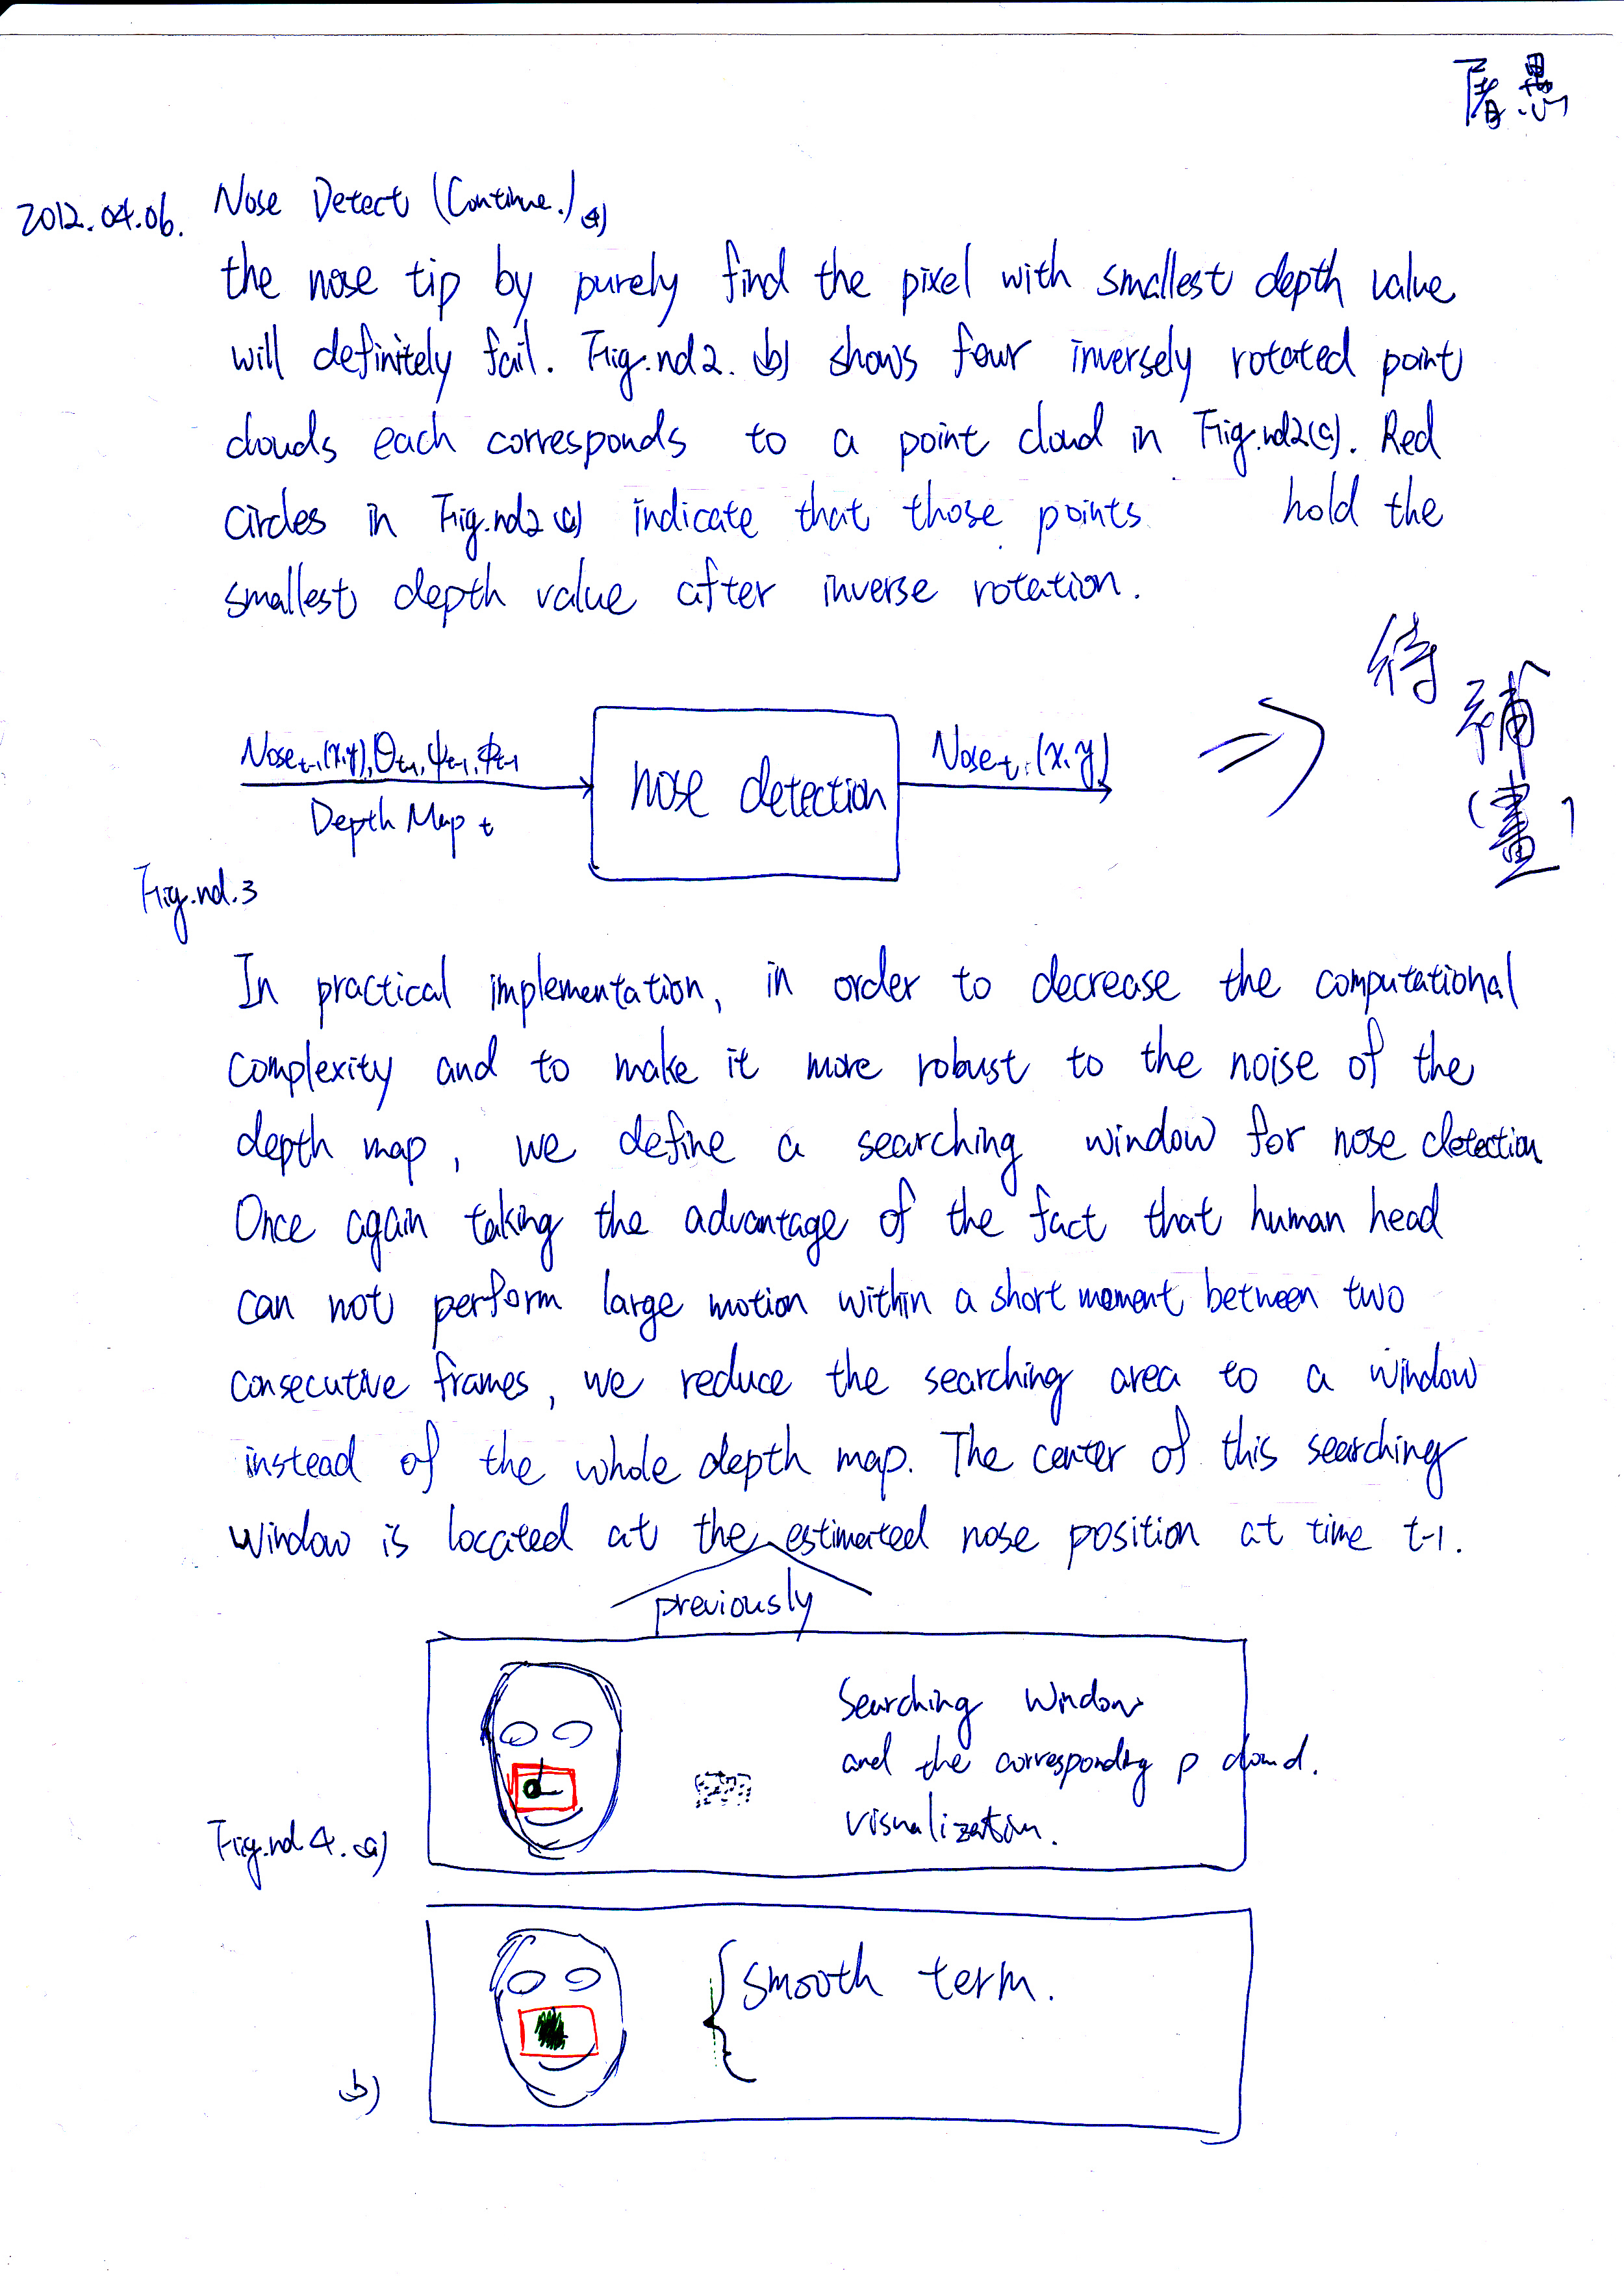 屠愚
2012.04.06. Nose Detect (Continue.) (4)
the nose tip by purely find the pixel with smallest depth value
will definitely fail. Fig.nd2. (b) shows four inversely rotated point
clouds each corresponds to a point cloud in Fig.nd2(a). Red
circles in Fig.nd2(a) indicate that those points hold the
smallest depth value after inverse rotation.
Noseₜ₋₁(x,y),θₜ₋₁,ψₜ₋₁,ϕₜ₋₁
Depth Map t
nose detection
Noseₜ:(x,y)
⇒ 待補(畫)
Fig.nd.3
In practical implementation, in order to decrease the computational
complexity and to make it more robust to the noise of the
depth map, we define a searching window for nose detection
Once again taking the advantage of the fact that human head
can not perform large motion within a short moment between two
consecutive frames, we reduce the searching area to a window
instead of the whole depth map. The center of this searching
window is located at the estimated nose position at time t-1.
previously
Searching Window
and the corresponding p cloud.
visualization.
Fig.nd 4. (a)
smooth term.
(b)